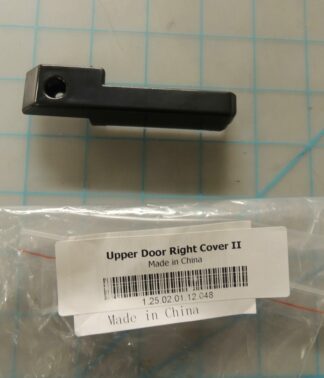 Upper Door Right Cover II
Made in China
1.25.02.01.12.048
Made in China